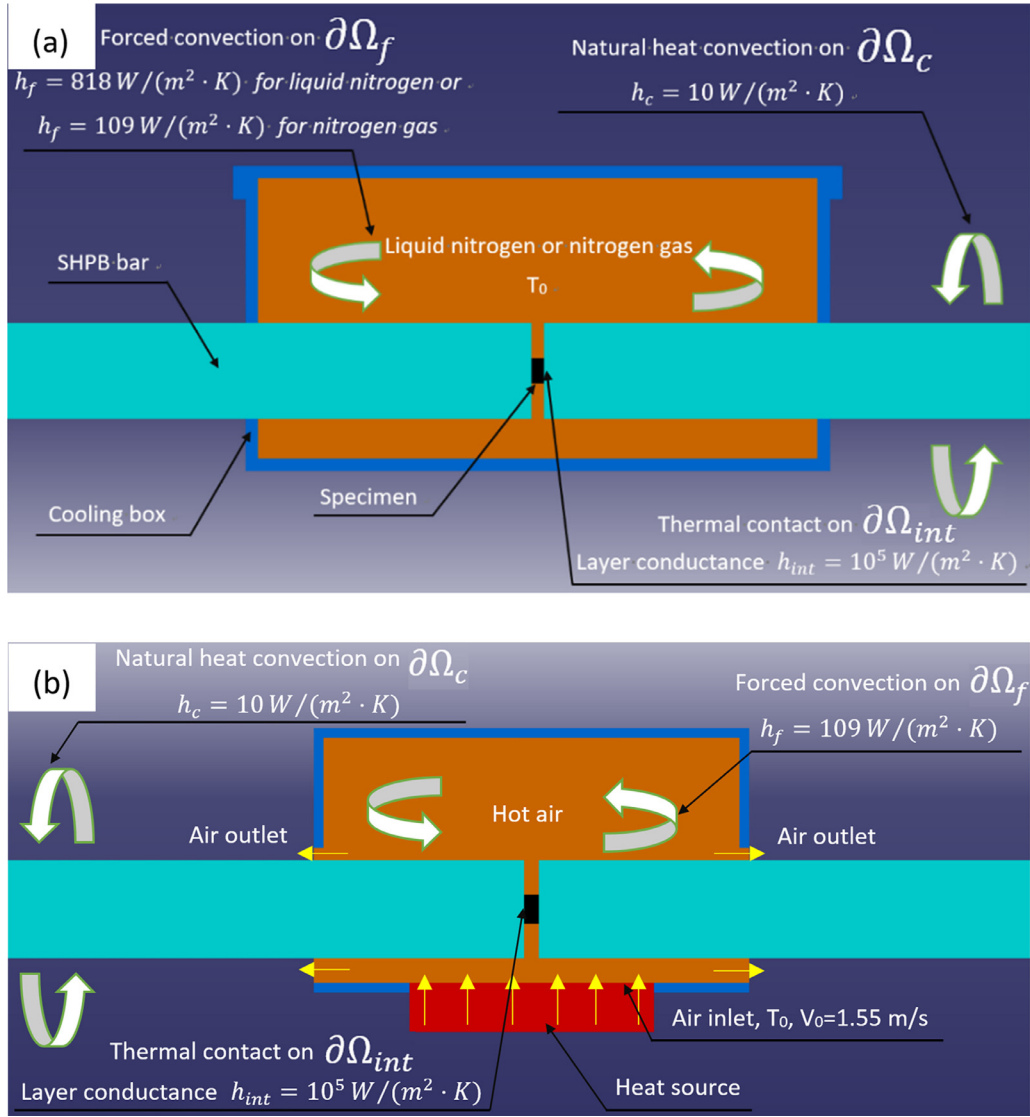 (a)
Forced convection on ∂Ω_f
h_f = 818 W/(m² · K) for liquid nitrogen or
h_f = 109 W/(m² · K) for nitrogen gas
Natural heat convection on ∂Ω_c
h_c = 10 W/(m² · K)
Liquid nitrogen or nitrogen gas
T₀
SHPB bar
Cooling box
Specimen
Thermal contact on ∂Ω_int
Layer conductance h_int = 10⁵ W/(m² · K)
(b)
Natural heat convection on ∂Ω_c
h_c = 10 W/(m² · K)
Forced convection on ∂Ω_f
h_f = 109 W/(m² · K)
Hot air
Air outlet
Air outlet
Air inlet, T₀, V₀=1.55 m/s
Thermal contact on ∂Ω_int
Layer conductance h_int = 10⁵ W/(m² · K)
Heat source